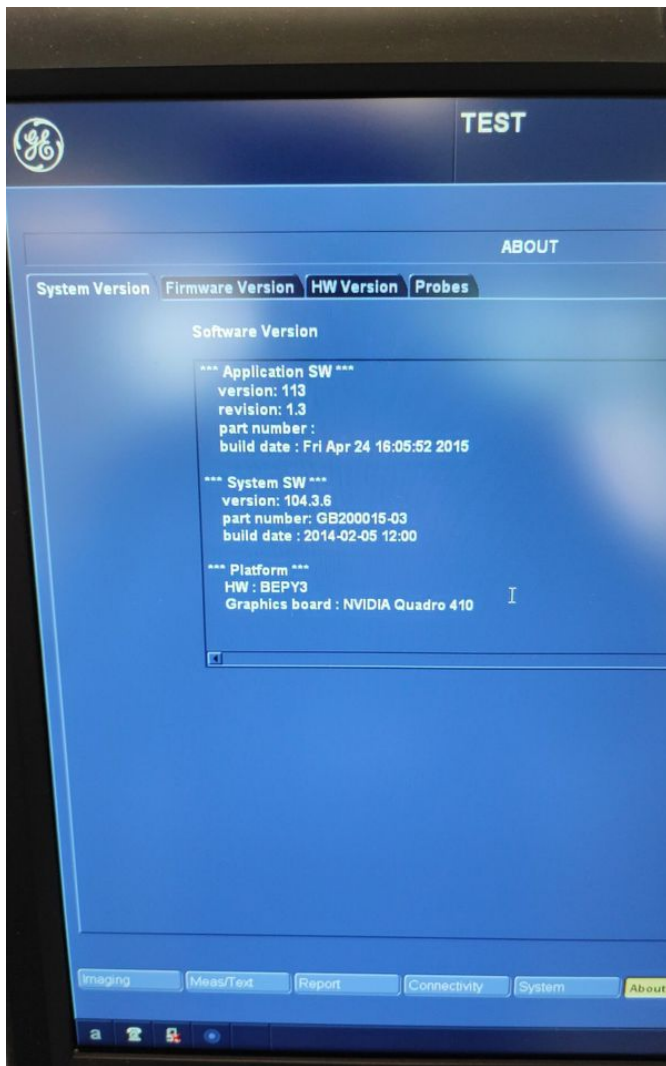 GE
TEST
ABOUT
System Version Firmware Version HW Version Probes
Software Version
*** Application SW ***
version: 113
revision: 1.3
part number :
build date : Fri Apr 24 16:05:52 2015
*** System SW ***
version: 104.3.6
part number: GB200015-03
build date : 2014-02-05 12:00
*** Platform ***
HW : BEPY3
Graphics board : NVIDIA Quadro 410
Imaging Meas/Text Report Connectivity System About
a